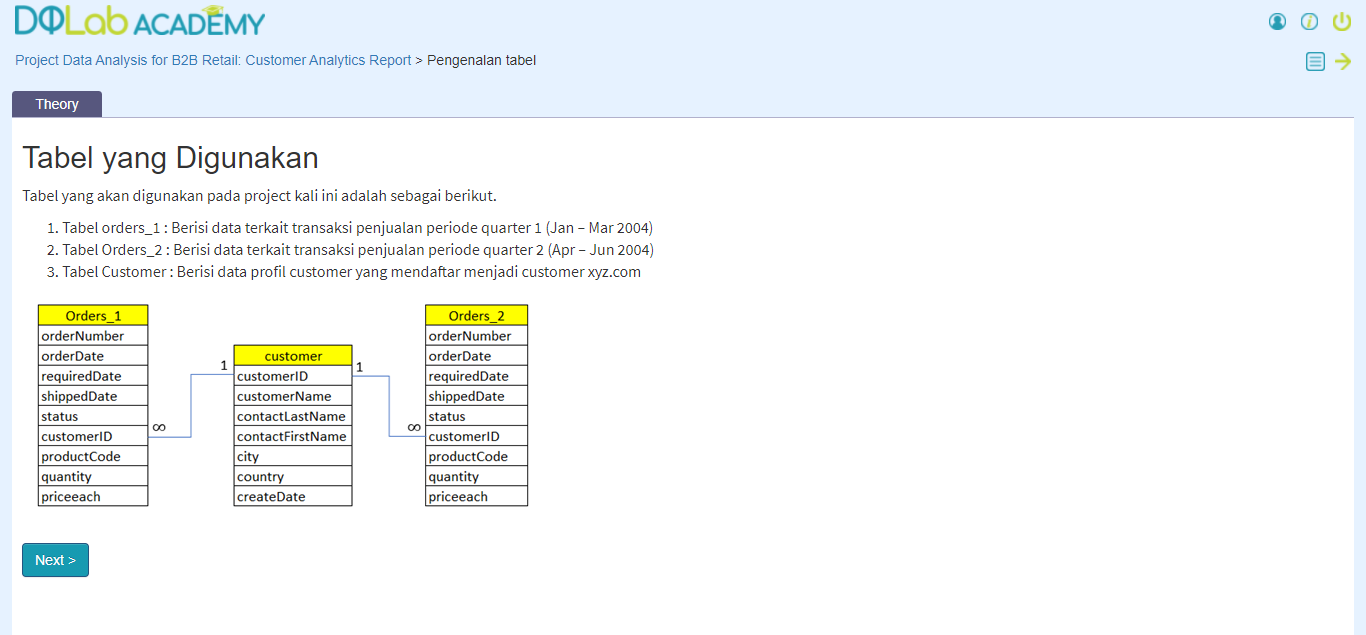 DQLab ACADEMY
Project Data Analysis for B2B Retail: Customer Analytics Report > Pengenalan tabel
Theory
Tabel yang Digunakan
Tabel yang akan digunakan pada project kali ini adalah sebagai berikut.
1. Tabel orders_1 : Berisi data terkait transaksi penjualan periode quarter 1 (Jan – Mar 2004)
2. Tabel Orders_2 : Berisi data terkait transaksi penjualan periode quarter 2 (Apr – Jun 2004)
3. Tabel Customer : Berisi data profil customer yang mendaftar menjadi customer xyz.com
Orders_1
orderNumber
orderDate
requiredDate
shippedDate
status
customerID
productCode
quantity
priceeach
∞
1
customer
customerID
customerName
contactLastName
contactFirstName
city
country
createDate
1
∞
Orders_2
orderNumber
orderDate
requiredDate
shippedDate
status
customerID
productCode
quantity
priceeach
Next >